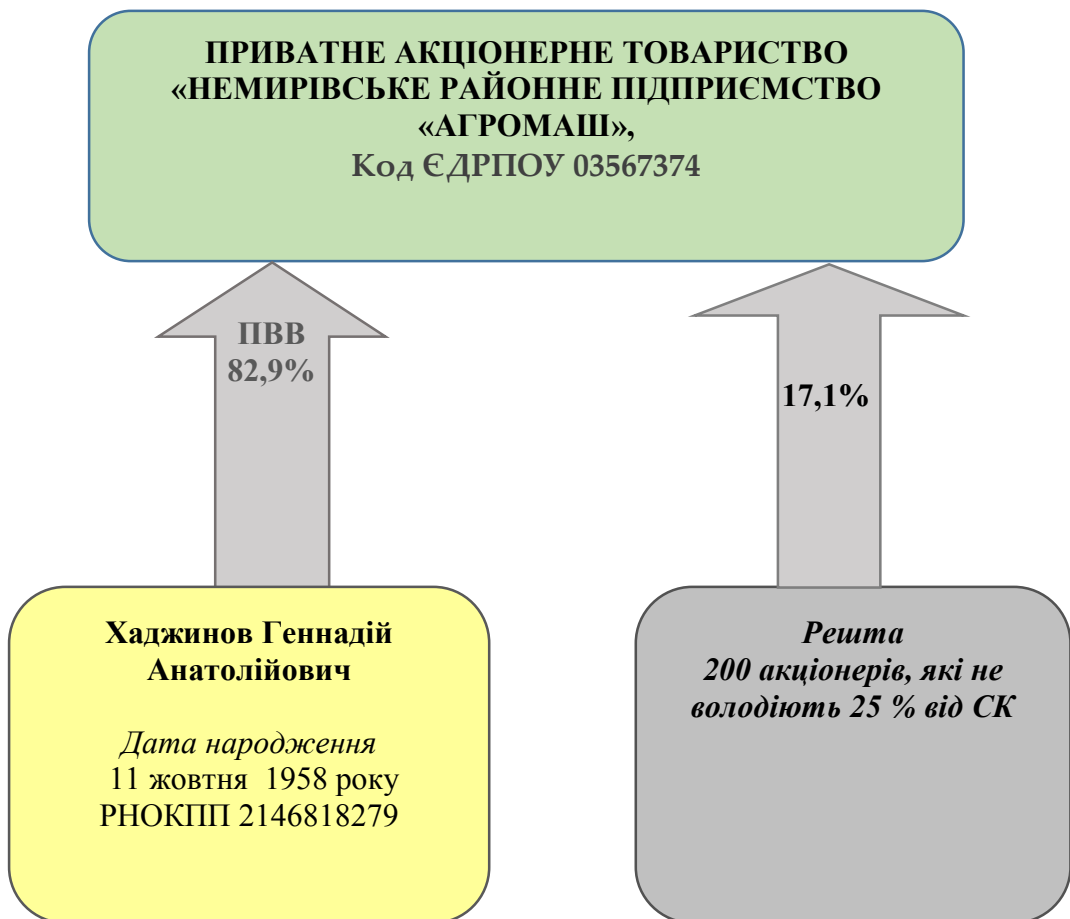 ПРИВАТНЕ АКЦІОНЕРНЕ ТОВАРИСТВО
«НЕМИРІВСЬКЕ РАЙОННЕ ПІДПРИЄМСТВО
«АГРОМАШ»,
Код ЄДРПОУ 03567374
ПВВ
82,9%
17,1%
Хаджинов Геннадій
Анатолійович
Дата народження
11 жовтня 1958 року
РНОКПП 2146818279
Решта
200 акціонерів, які не
володіють 25 % від СК